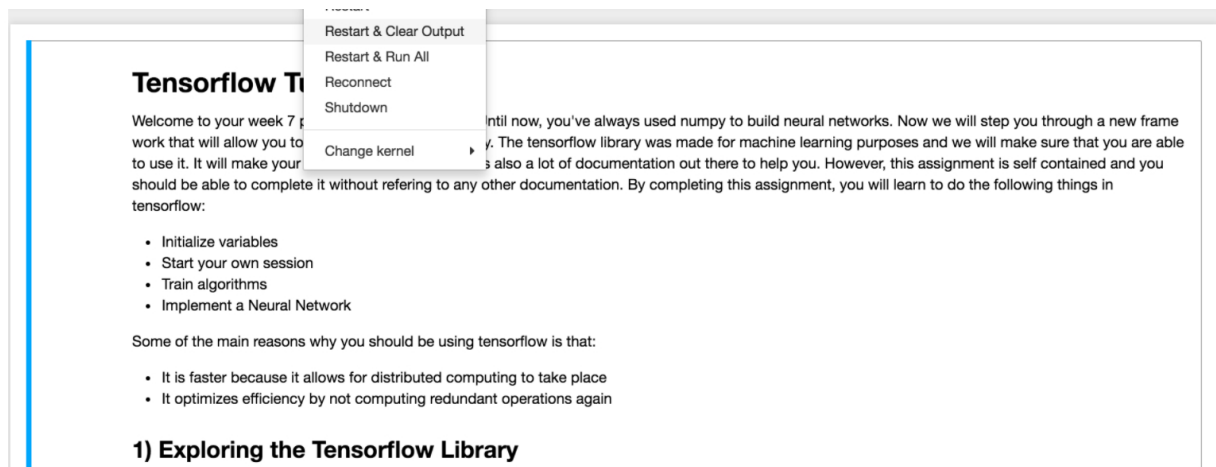 Restart
Restart & Clear Output
Restart & Run All
Reconnect
Shutdown
Change kernel
Tensorflow
Welcome to your week 7
Until now, you've always used numpy to build neural networks. Now we will step you through a new frame
work that will allow you to
. The tensorflow library was made for machine learning purposes and we will make sure that you are able
to use it. It will make your
also a lot of documentation out there to help you. However, this assignment is self contained and you
should be able to complete it without refering to any other documentation. By completing this assignment, you will learn to do the following things in
tensorflow:
• Initialize variables
• Start your own session
• Train algorithms
• Implement a Neural Network
Some of the main reasons why you should be using tensorflow is that:
• It is faster because it allows for distributed computing to take place
• It optimizes efficiency by not computing redundant operations again
1) Exploring the Tensorflow Library